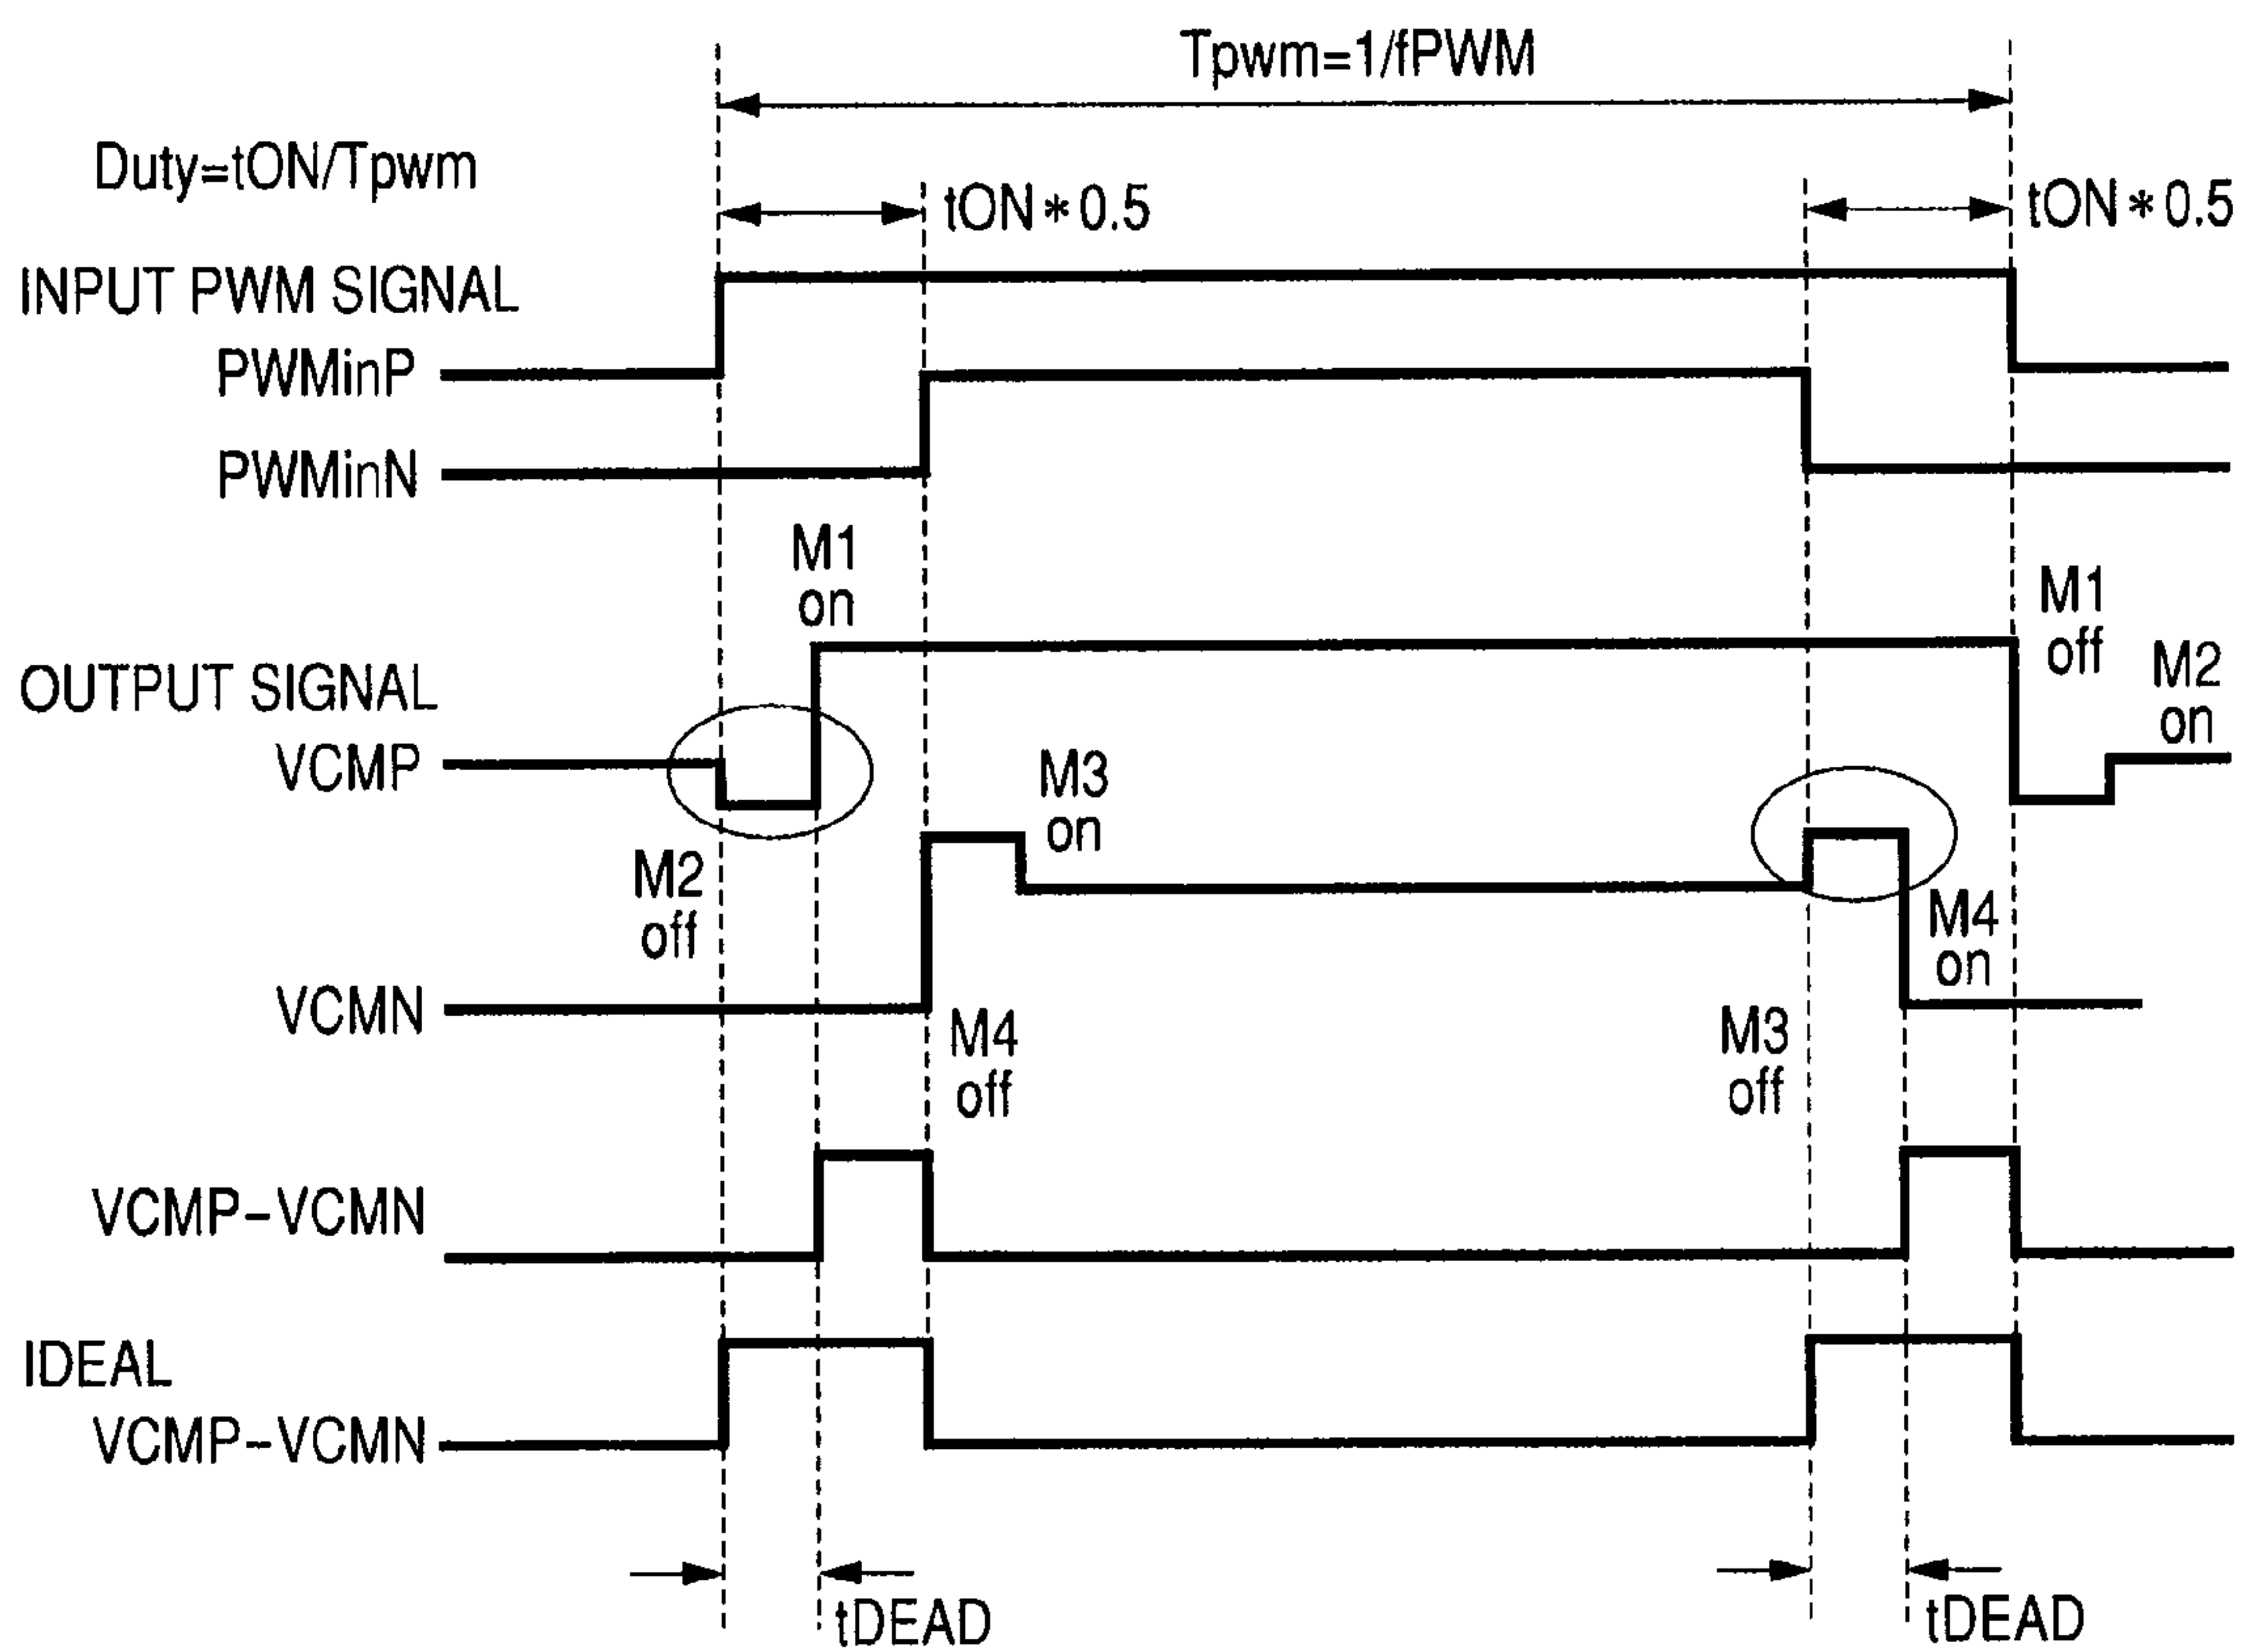 Tpwm=1/fPWM
Duty=tON/Tpwm
tON*0.5
tON*0.5
INPUT PWM SIGNAL
PWMinP
PWMinN
M1
on
M1
off
M2
on
OUTPUT SIGNAL
VCMP
M3
on
M2
off
M4
on
VCMN
M4
off
M3
off
VCMP-VCMN
IDEAL
VCMP-VCMN
tDEAD
tDEAD